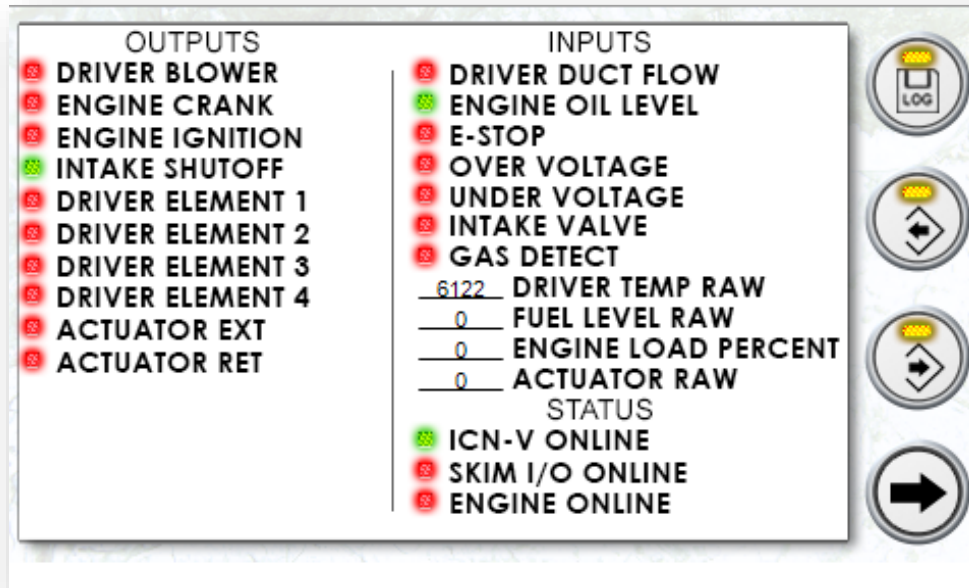 OUTPUTS
DRIVER BLOWER
ENGINE CRANK
ENGINE IGNITION
INTAKE SHUTOFF
DRIVER ELEMENT 1
DRIVER ELEMENT 2
DRIVER ELEMENT 3
DRIVER ELEMENT 4
ACTUATOR EXT
ACTUATOR RET
INPUTS
DRIVER DUCT FLOW
ENGINE OIL LEVEL
E-STOP
OVER VOLTAGE
UNDER VOLTAGE
INTAKE VALVE
GAS DETECT
6122 DRIVER TEMP RAW
0 FUEL LEVEL RAW
0 ENGINE LOAD PERCENT
0 ACTUATOR RAW
STATUS
ICN-V ONLINE
SKIM I/O ONLINE
ENGINE ONLINE
LOG